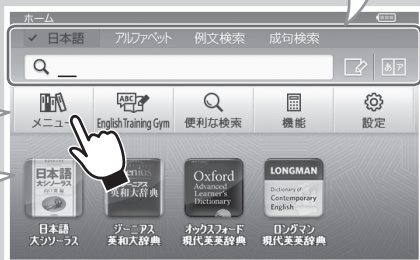 ホーム
✓ 日本語 アルファベット 例文検索 成句検索
あ ア
ABC
メニュー English Training Gym 便利な検索 機能 設定
日本語
大シソーラス
Genius
ジーニアス
英和大辞典
Oxford
Advanced
Learner's
Dictionary
LONGMAN
Dictionary of
Contemporary
English
日本語
大シソーラス
ジーニアス
英和大辞典
オックスフォード
現代英英辞典
ロングマン
現代英英辞典